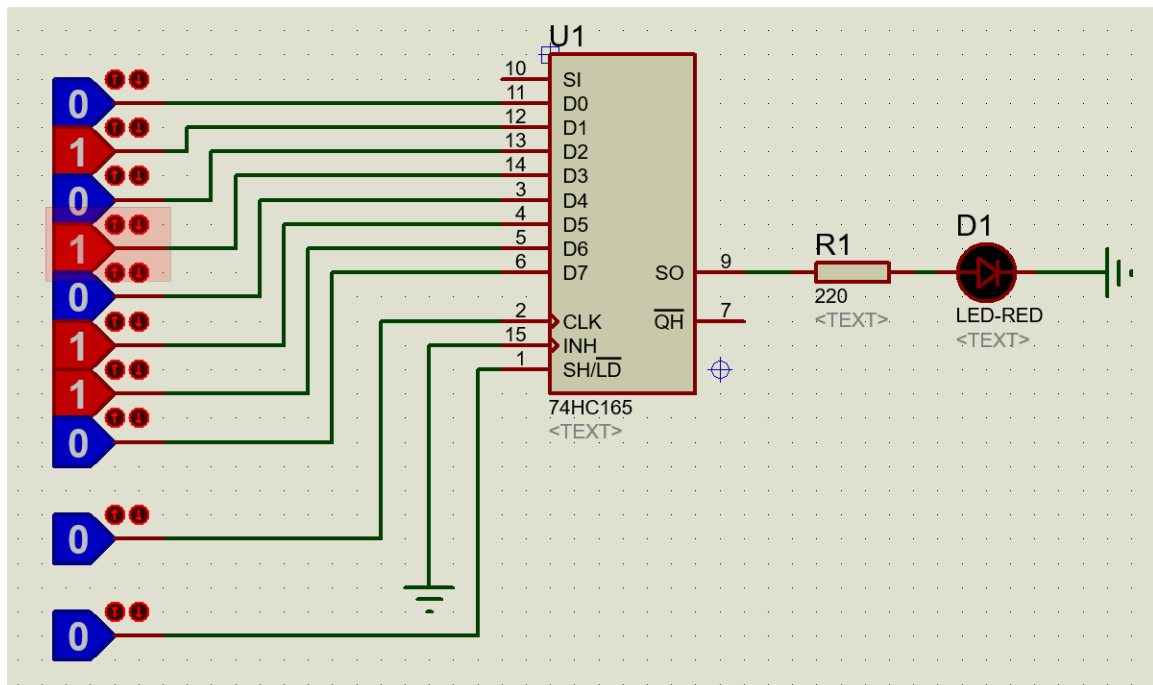 U1
10 SI
0 11 D0
1 12 D1
0 13 D2
1 14 D3
0 3 D4
1 4 D5
1 5 D6
0 6 D7
SO 9
QH 7
0 2 CLK
15 INH
0 1 SH/LD
74HC165
<TEXT>
R1
220
<TEXT>
D1
LED-RED
<TEXT>